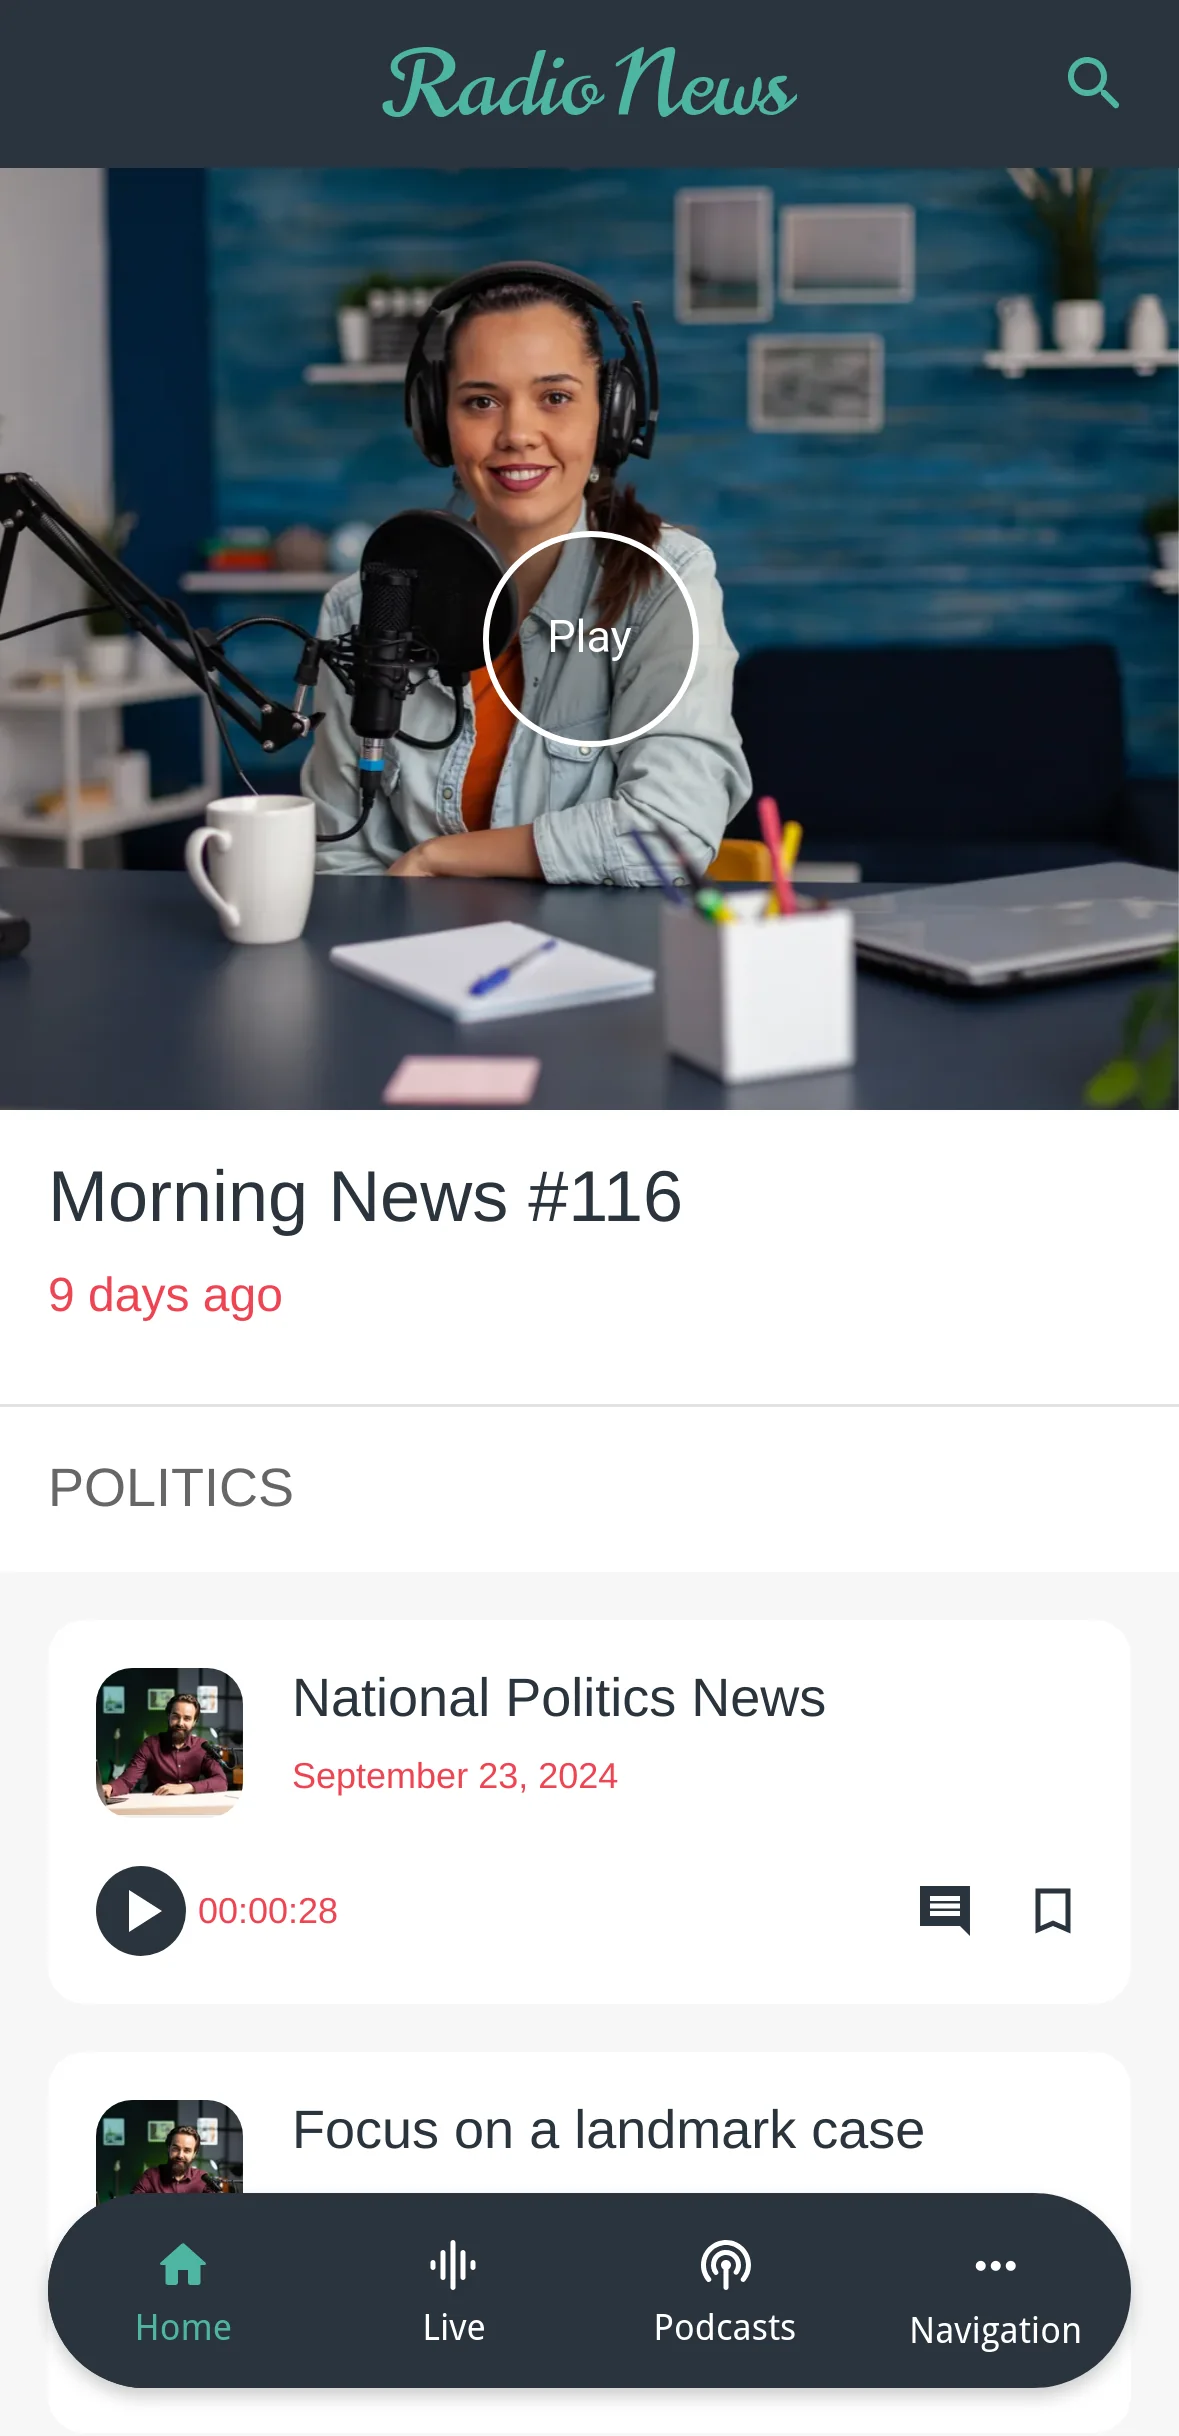 Radio News
Play
Morning News #116
9 days ago
POLITICS
National Politics News
September 23, 2024
00:00:28
Focus on a landmark case
Home
Live
Podcasts
Navigation